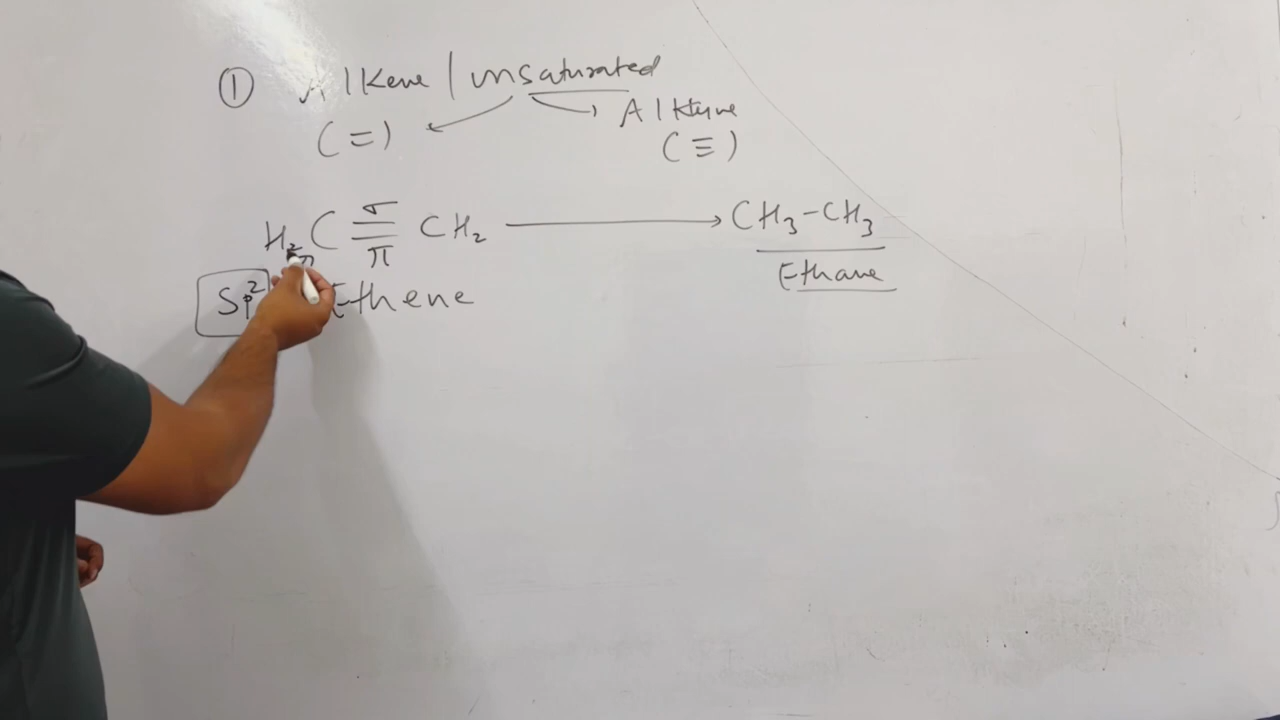 ① Alkene / unsaturated
Alkyne
(=)
(≡)
σ
H₂C = CH₂ → CH₃-CH₃
π
Ethane
Sp² Ethene